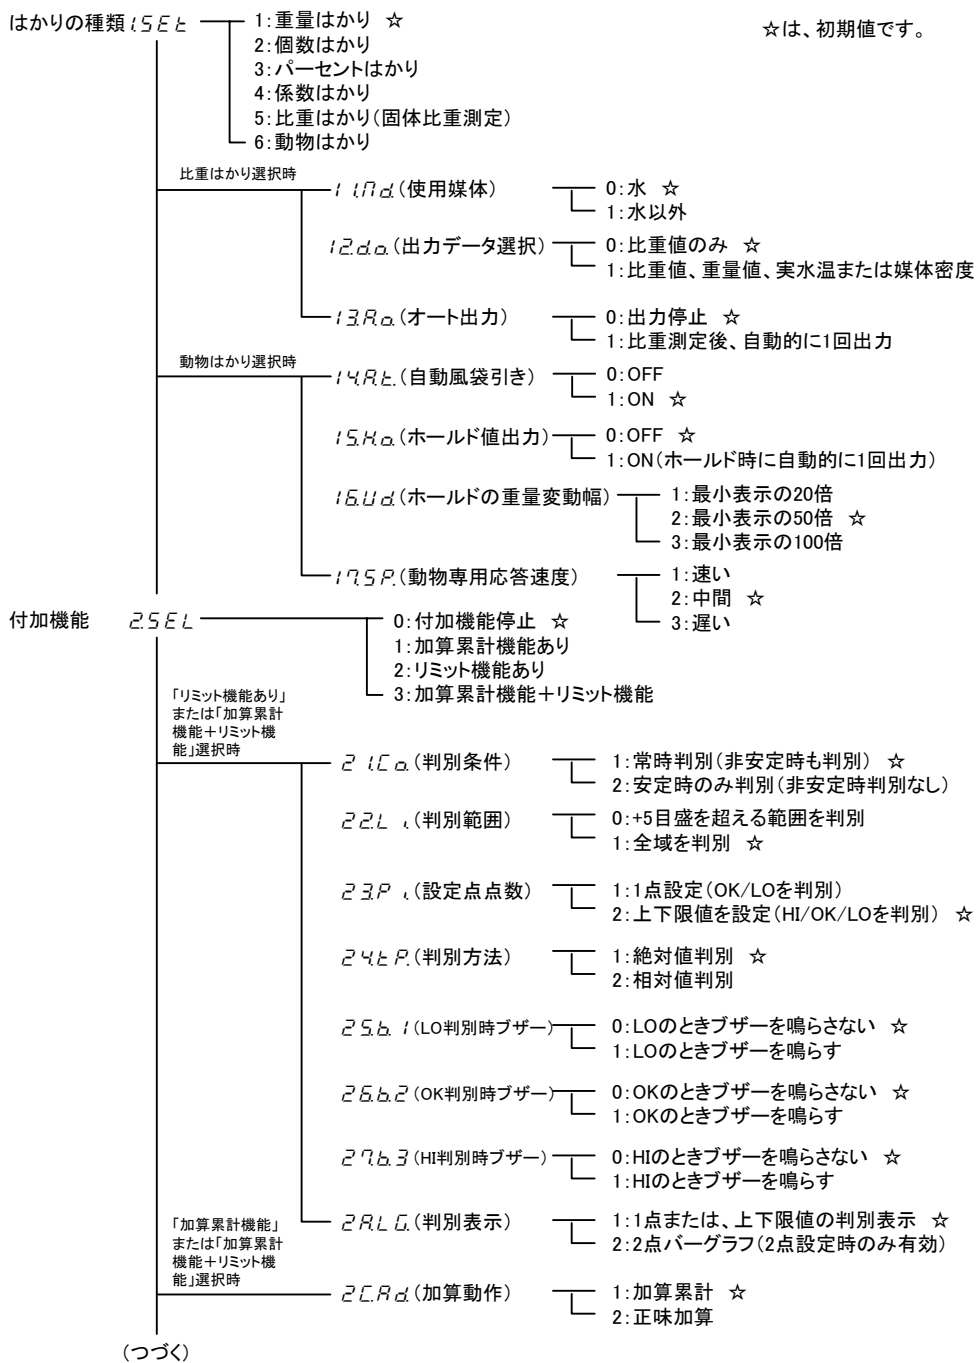 はかりの種類 1.SEt 1:重量はかり ☆
☆は、初期値です。
2:個数はかり
3:パーセントはかり
4:係数はかり
5:比重はかり(固体比重測定)
6:動物はかり
比重はかり選択時
11.Md.(使用媒体) 0:水 ☆
1:水以外
12.d.o.(出力データ選択) 0:比重値のみ ☆
1:比重値、重量値、実水温または媒体密度
13.A.o.(オート出力) 0:出力停止 ☆
1:比重測定後、自動的に1回出力
動物はかり選択時
14.A.t.(自動風袋引き) 0:OFF
1:ON ☆
15.H.o.(ホールド値出力) 0:OFF ☆
1:ON(ホールド時に自動的に1回出力)
16.U.d.(ホールドの重量変動幅) 1:最小表示の20倍
2:最小表示の50倍 ☆
3:最小表示の100倍
17.S.P.(動物専用応答速度) 1:速い
2:中間 ☆
3:遅い
付加機能 2.SEL 0:付加機能停止 ☆
1:加算累計機能あり
2:リミット機能あり
3:加算累計機能+リミット機能
「リミット機能あり」
または「加算累計
機能+リミット機
能」選択時
21.C.o.(判別条件) 1:常時判別(非安定時も判別) ☆
2:安定時のみ判別(非安定時判別なし)
22.L i.(判別範囲) 0:+5目盛を超える範囲を判別
1:全域を判別 ☆
23.P i.(設定点点数) 1:1点設定(OK/LOを判別)
2:上下限値を設定(HI/OK/LOを判別) ☆
24.t.P.(判別方法) 1:絶対値判別 ☆
2:相対値判別
25.b.1(LO判別時ブザー) 0:LOのときブザーを鳴らさない ☆
1:LOのときブザーを鳴らす
26.b.2(OK判別時ブザー) 0:OKのときブザーを鳴らさない ☆
1:OKのときブザーを鳴らす
27.b.3(HI判別時ブザー) 0:HIのときブザーを鳴らさない ☆
1:HIのときブザーを鳴らす
2A.L.G.(判別表示) 1:1点または、上下限値の判別表示 ☆
2:2点バーグラフ(2点設定時のみ有効)
「加算累計機能」
または「加算累計
機能+リミット機
能」選択時
2C.A.d.(加算動作) 1:加算累計 ☆
2:正味加算
(つづく)